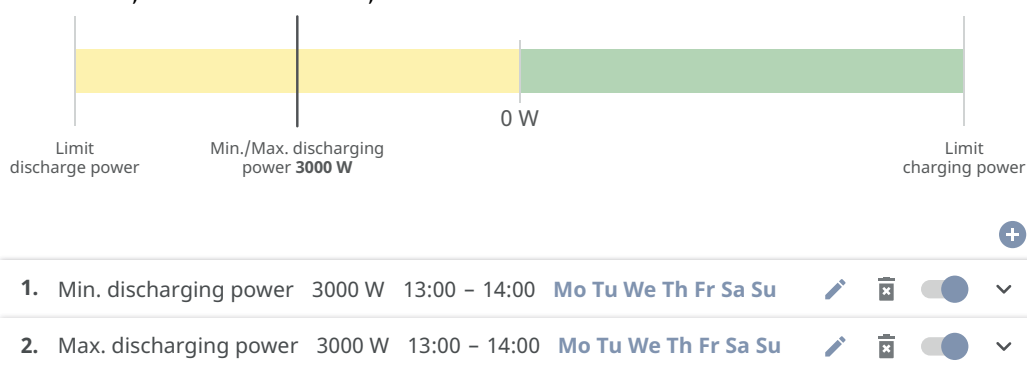 0 W
Limit
discharge power
Min./Max. discharging
power 3000 W
Limit
charging power
1. Min. discharging power 3000 W 13:00 – 14:00 Mo Tu We Th Fr Sa Su
2. Max. discharging power 3000 W 13:00 – 14:00 Mo Tu We Th Fr Sa Su